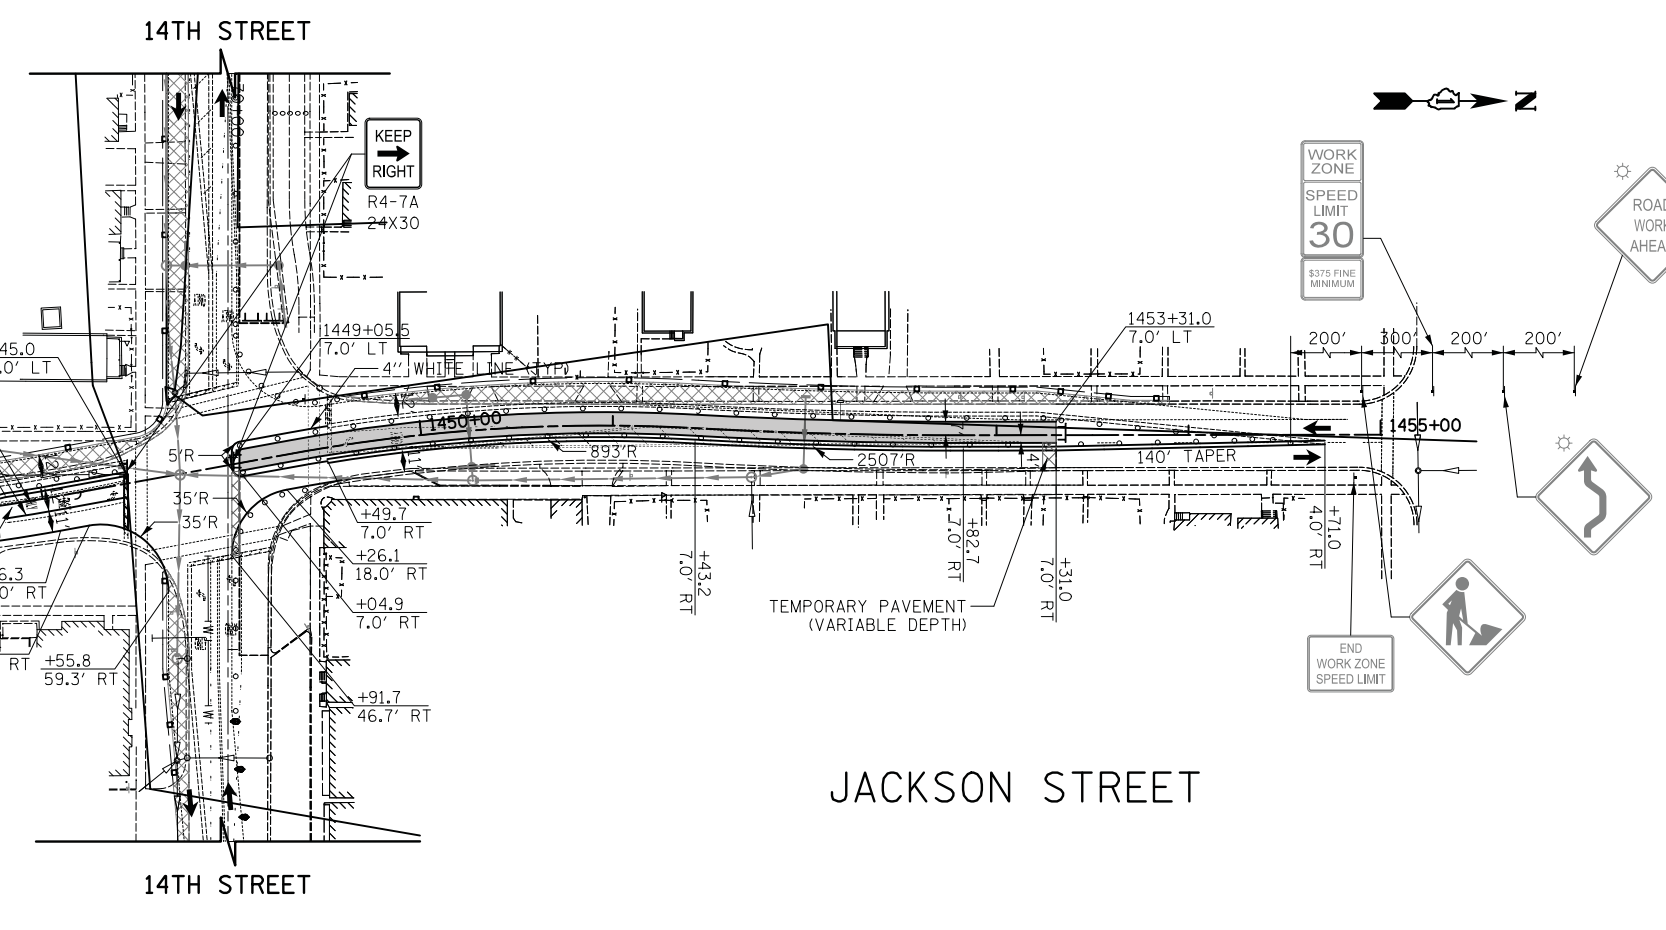 14TH STREET
KEEP
RIGHT
R4-7A
24X30
N
WORK
ZONE
SPEED
LIMIT
30
$375 FINE
MINIMUM
ROAD
WORK
AHEA
200'
300'
200'
200'
1449+05.5
7.0' LT
1453+31.0
7.0' LT
45.0
.0' LT
4'' WHITE LINE (TYP)
1450+00
1455+00
5'R
893'R
2507'R
140' TAPER
35'R
35'R
+49.7
7.0' RT
+26.1
18.0' RT
+04.9
7.0' RT
+43.2
7.0' RT
+82.7
7.0' RT
+31.0
7.0' RT
+71.0
4.0' RT
6.3
0' RT
TEMPORARY PAVEMENT
(VARIABLE DEPTH)
RT
+55.8
59.3' RT
+91.7
46.7' RT
END
WORK ZONE
SPEED LIMIT
JACKSON STREET
14TH STREET